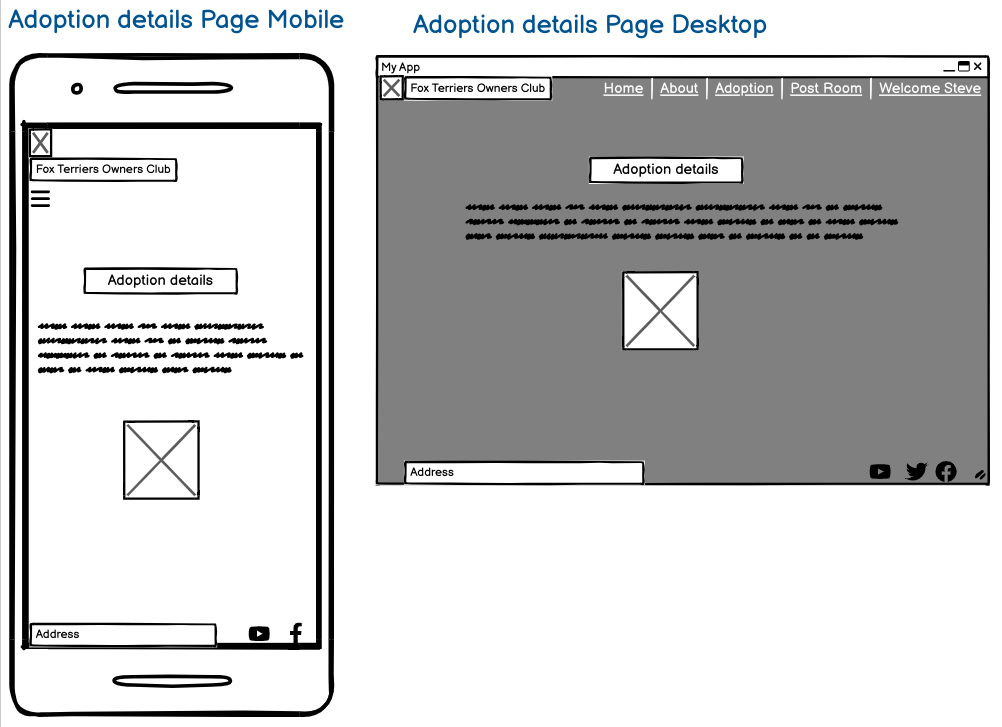 Adoption details Page Mobile
Fox Terriers Owners Club
Adoption details
Address
Adoption details Page Desktop
My App
Fox Terriers Owners Club
Home About Adoption Post Room Welcome Steve
Adoption details
Address